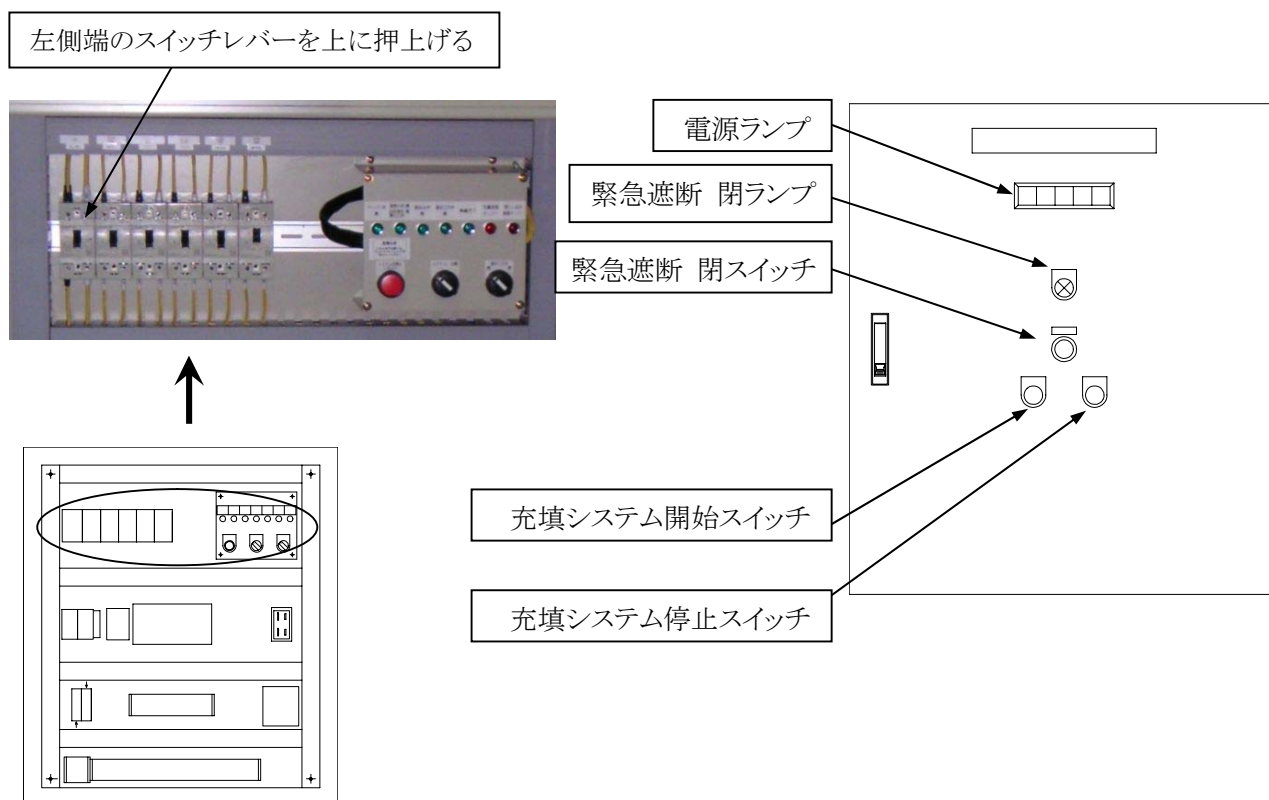 左側端のスイッチレバーを上に押上げる
電源ランプ
緊急遮断 閉ランプ
緊急遮断 閉スイッチ
充填システム開始スイッチ
充填システム停止スイッチ